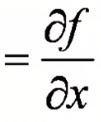 = ∂f/∂x